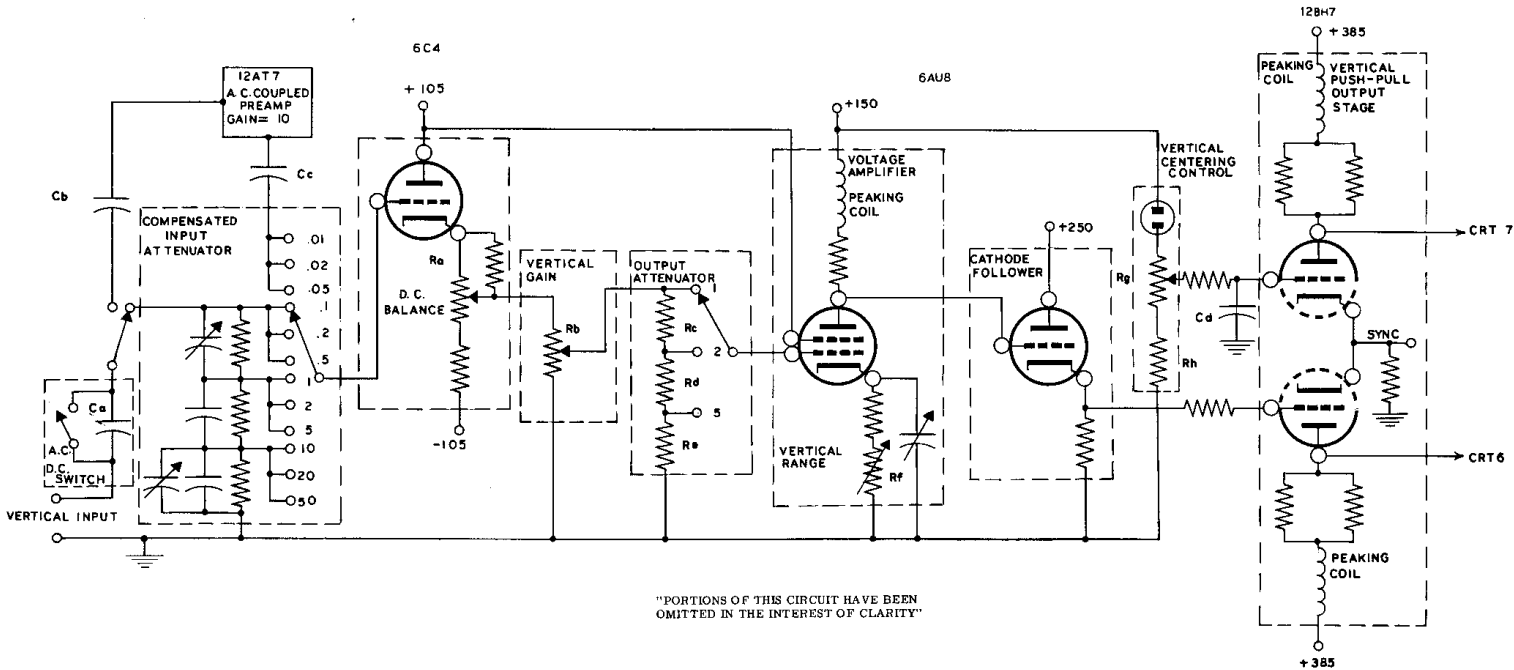 12AT7
A.C. COUPLED
PREAMP
GAIN= 10
Cb
Cc
COMPENSATED
INPUT
ATTENUATOR
.01
.02
.05
.1
.2
.5
1
2
5
10
20
50
Ca
A.C.
D.C.
SWITCH
VERTICAL INPUT
6C4
+ 105
Ra
D.C.
BALANCE
-105
VERTICAL
GAIN
Rb
OUTPUT
ATTENUATOR
1
Rc
2
Rd
5
Re
6AU8
+150
VOLTAGE
AMPLIFIER
PEAKING
COIL
VERTICAL
RANGE
Rf
CATHODE
FOLLOWER
+250
VERTICAL
CENTERING
CONTROL
Rg
Rh
Cd
12BH7
+ 385
PEAKING
COIL
VERTICAL
PUSH-PULL
OUTPUT
STAGE
CRT 7
SYNC
CRT6
PEAKING
COIL
+385
"PORTIONS OF THIS CIRCUIT HAVE BEEN
OMITTED IN THE INTEREST OF CLARITY"